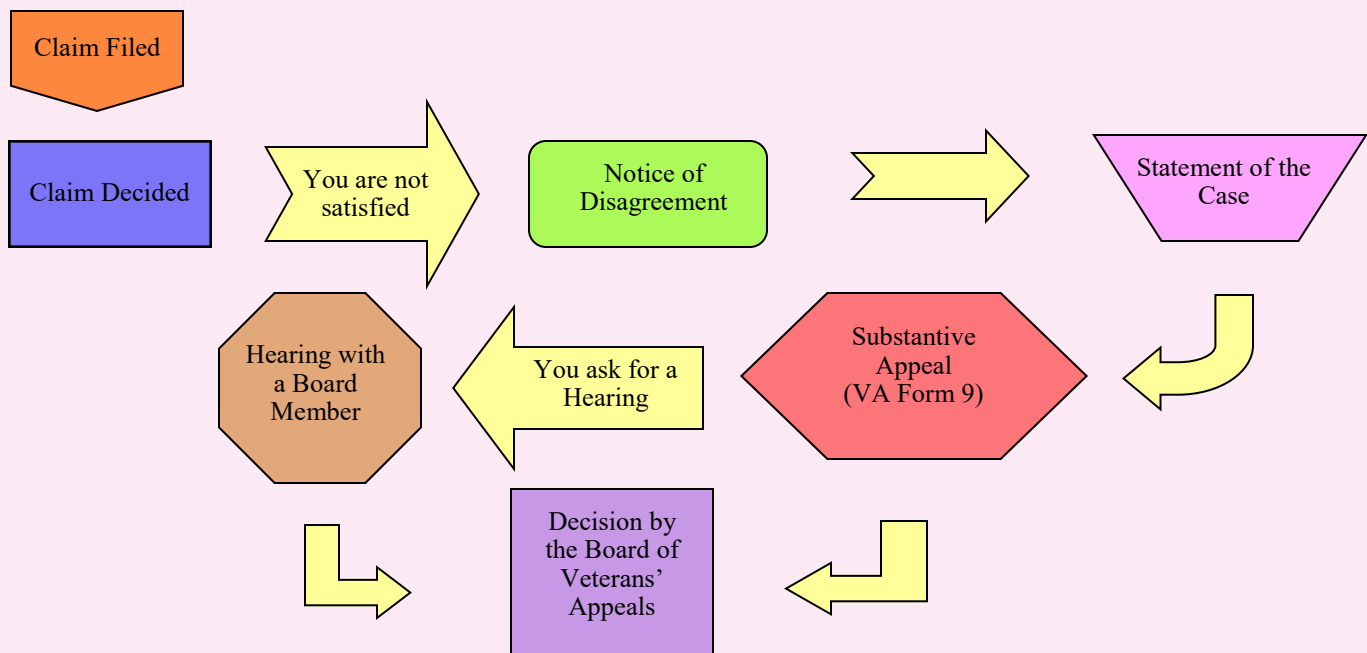 Claim Filed
Claim Decided
You are not
satisfied
Notice of
Disagreement
Statement of the
Case
Substantive
Appeal
(VA Form 9)
You ask for a
Hearing
Hearing with
a Board
Member
Decision by
the Board of
Veterans’
Appeals